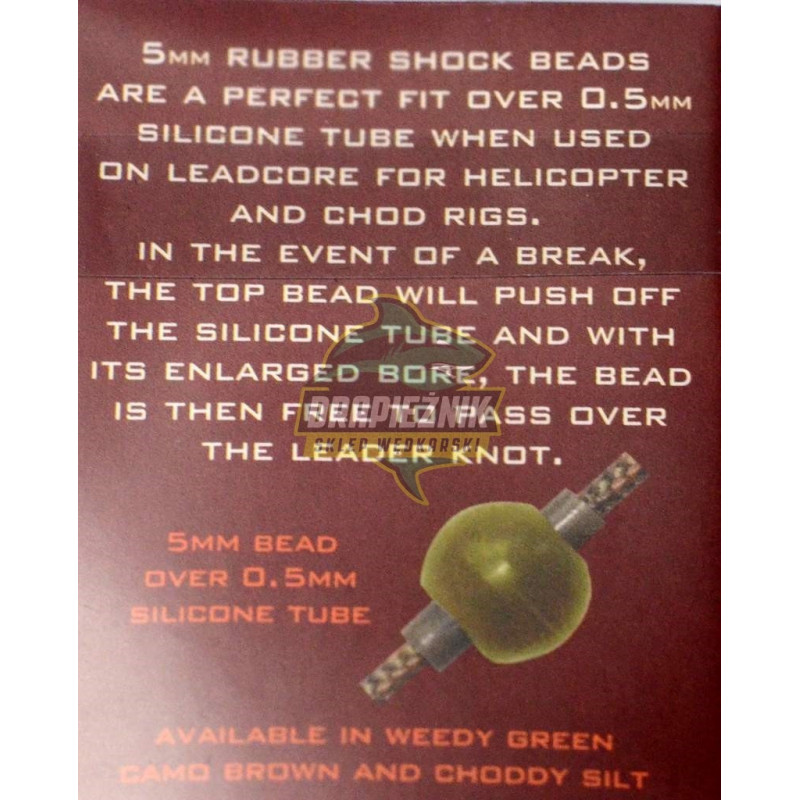 5MM RUBBER SHOCK BEADS
ARE A PERFECT FIT OVER 0.5MM
SILICONE TUBE WHEN USED
ON LEADCORE FOR HELICOPTER
AND CHOD RIGS.
IN THE EVENT OF A BREAK,
THE TOP BEAD WILL PUSH OFF
THE SILICONE TUBE AND WITH
ITS ENLARGED BORE, THE BEAD
IS THEN FREE TO PASS OVER
THE LEADER KNOT.
DRAPIEŻNIK
SKLEP WĘDKARSKI
5MM BEAD
OVER 0.5MM
SILICONE TUBE
AVAILABLE IN WEEDY GREEN
CAMO BROWN AND CHODDY SILT